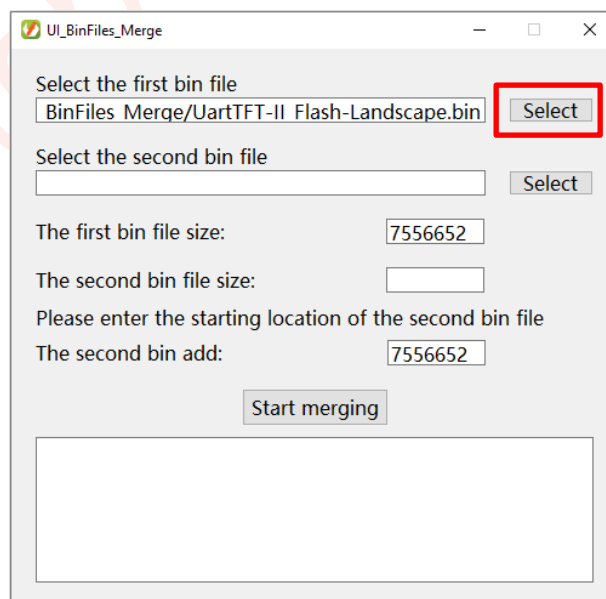 UI_BinFiles_Merge
Select the first bin file
BinFiles_Merge/UartTFT-II_Flash-Landscape.bin
Select
Select the second bin file
Select
The first bin file size:
7556652
The second bin file size:
Please enter the starting location of the second bin file
The second bin add:
7556652
Start merging